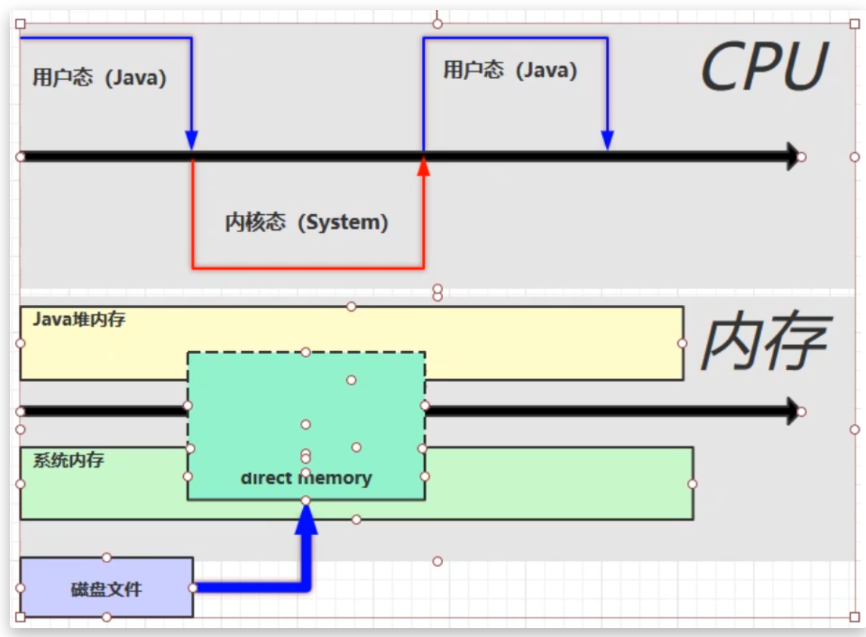 用户态（Java）
用户态（Java）
CPU
内核态（System）
Java堆内存
内存
系统内存
direct memory
磁盘文件